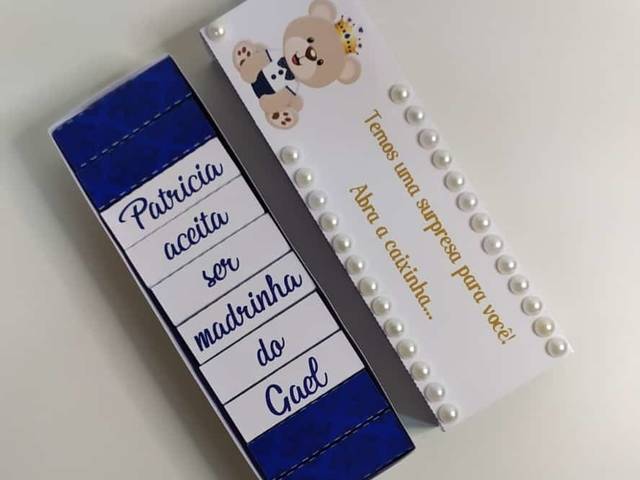 Patricia
aceita
ser
madrinha
do
Gael
Temos uma surpresa para você!
Abra a caixinha...